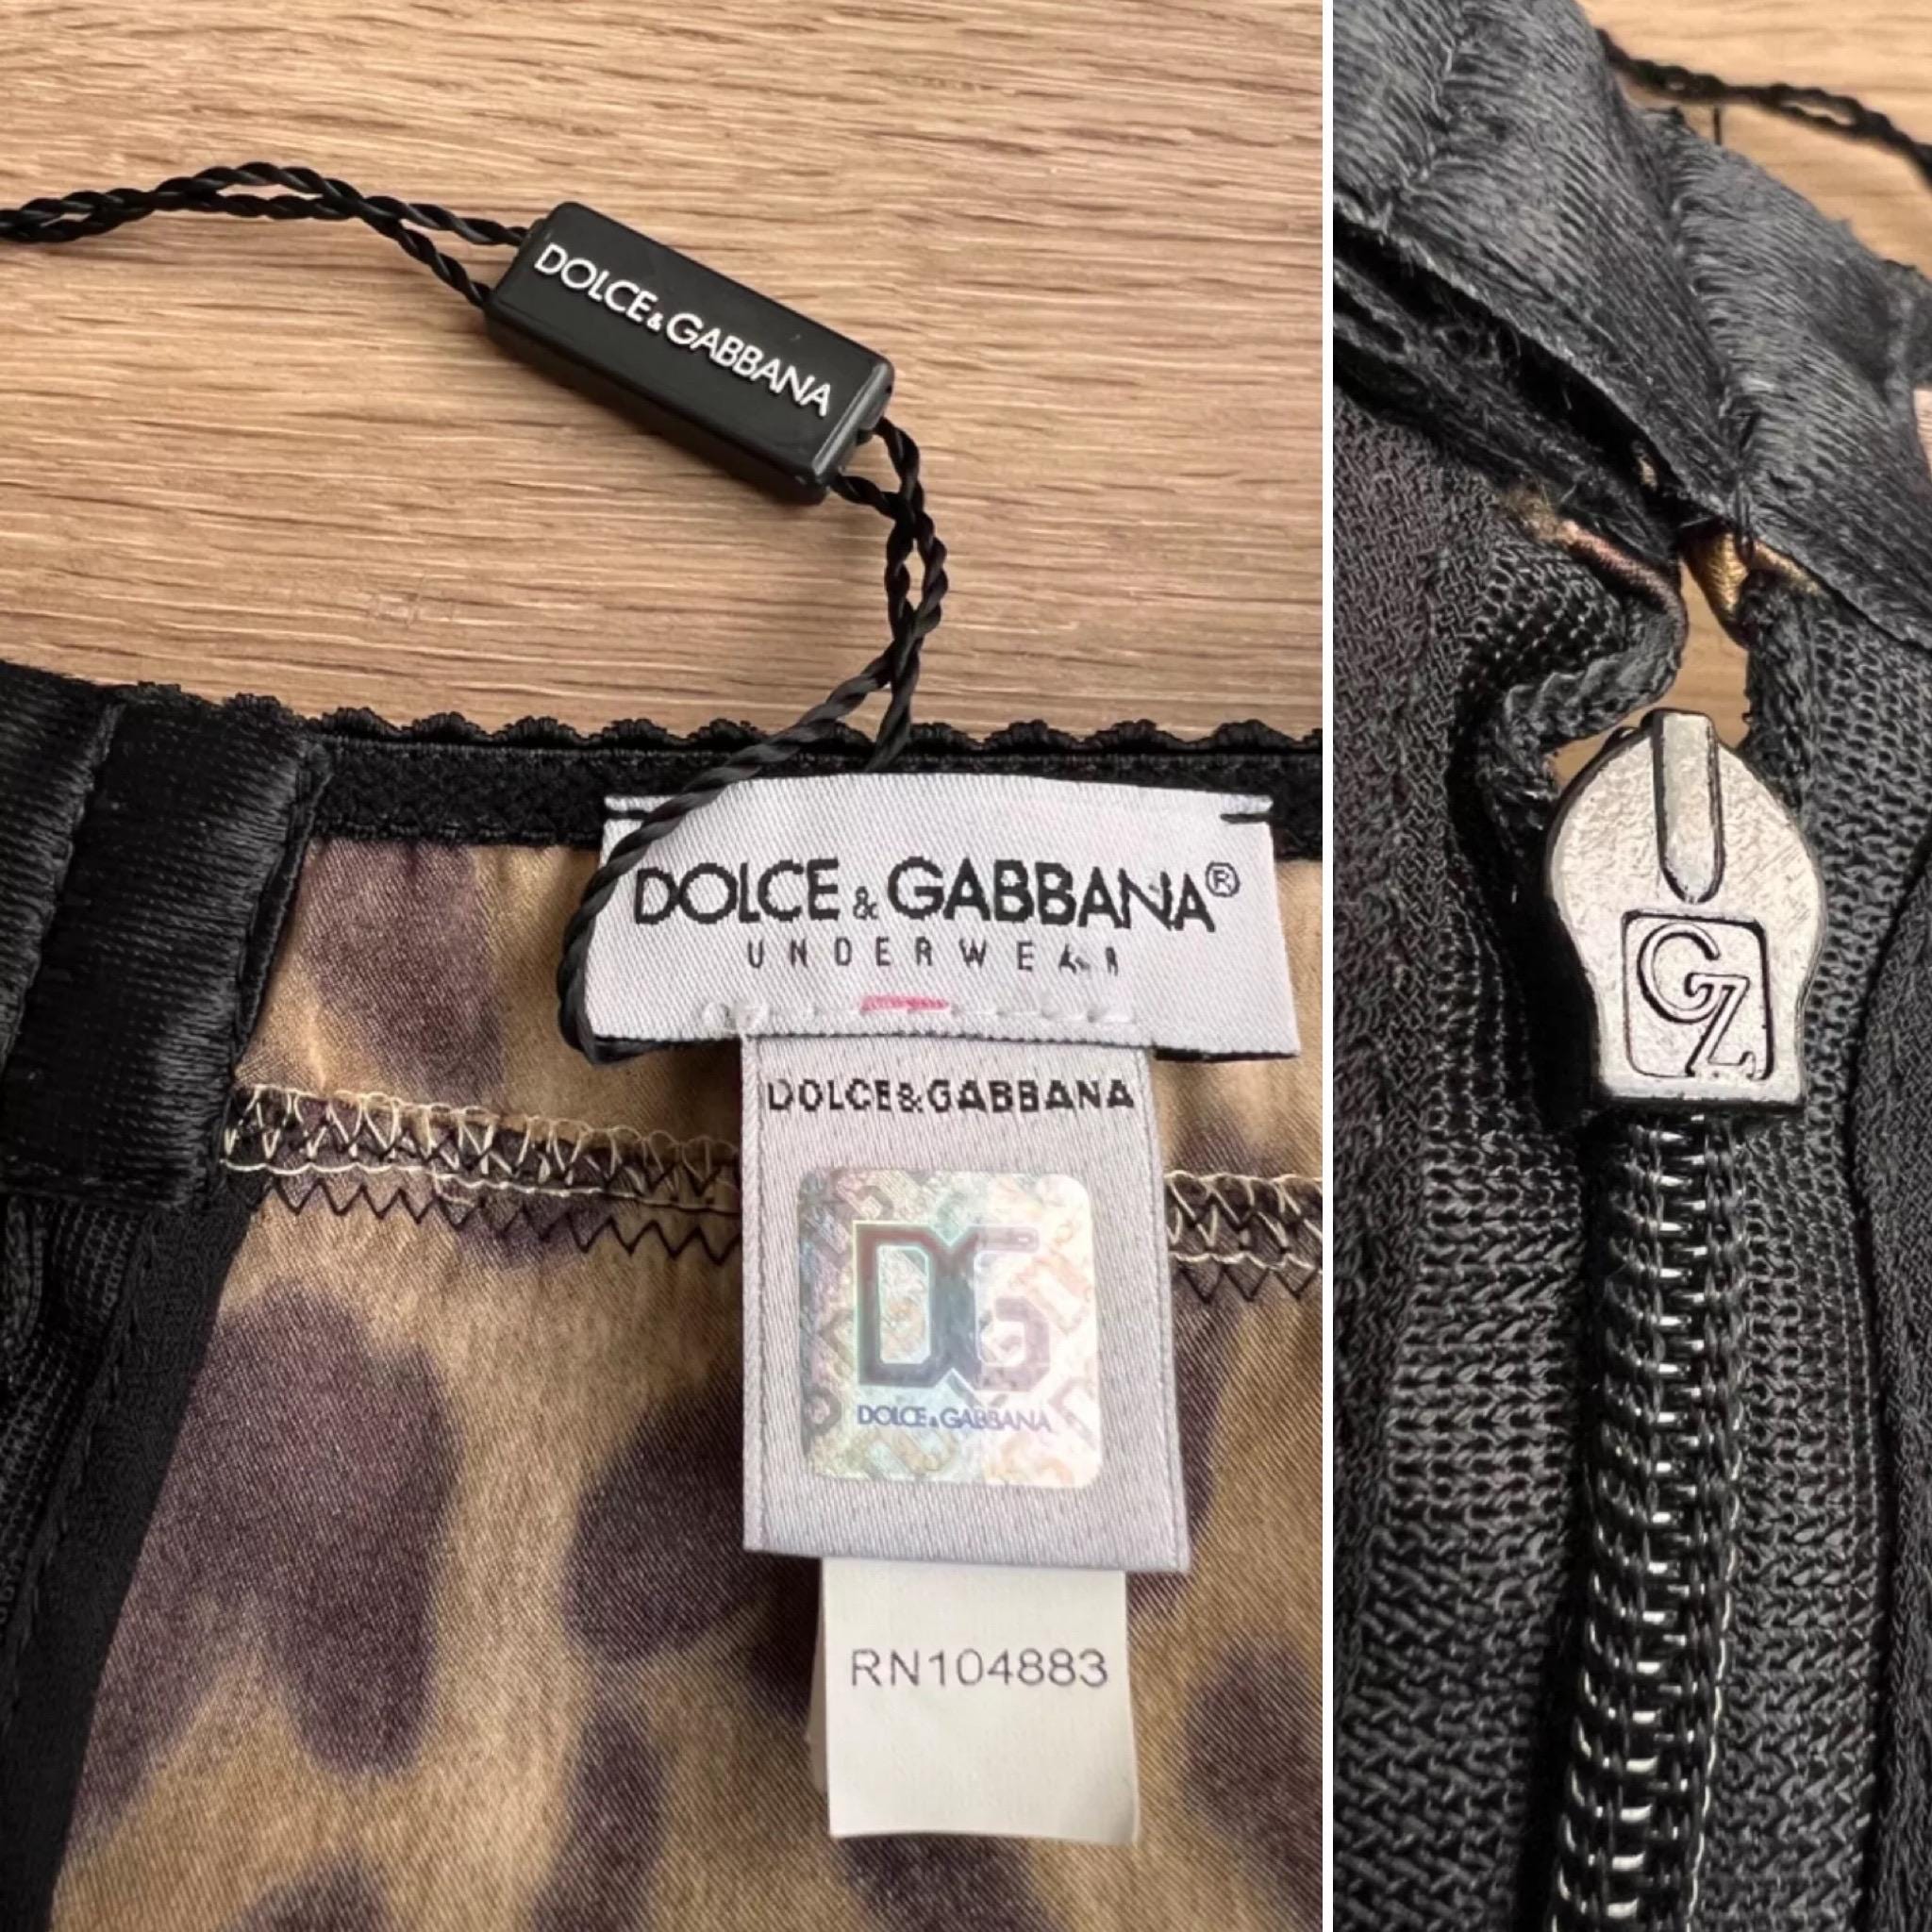 DOLCE&GABBANA
DOLCE & GABBANA®
UNDERWEAR
DOLCE&GABBANA
DG
DOLCE&GABBANA
RN104883
GZ